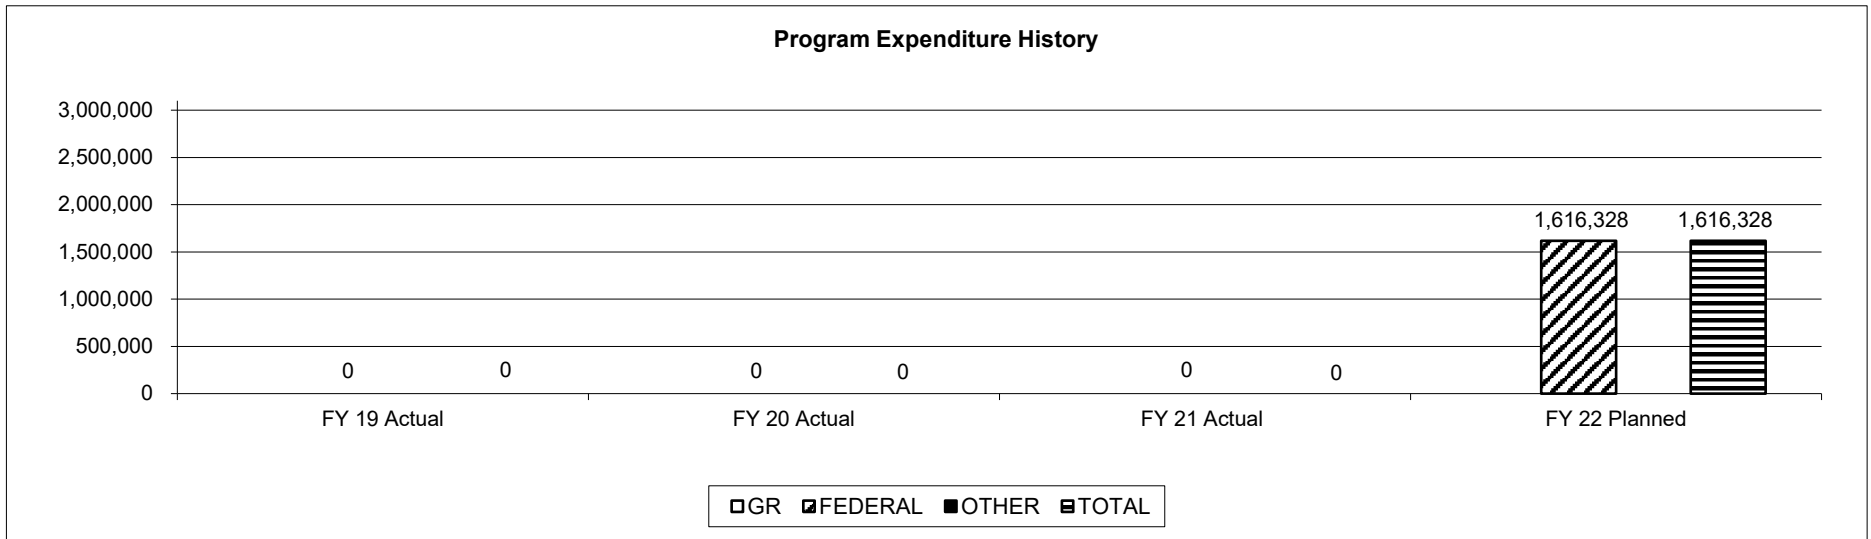 Program Expenditure History
3,000,000
2,500,000
2,000,000
1,500,000
1,000,000
500,000
0
0 0 0 0 0 0 1,616,328 1,616,328
FY 19 Actual FY 20 Actual FY 21 Actual FY 22 Planned
GR FEDERAL OTHER TOTAL